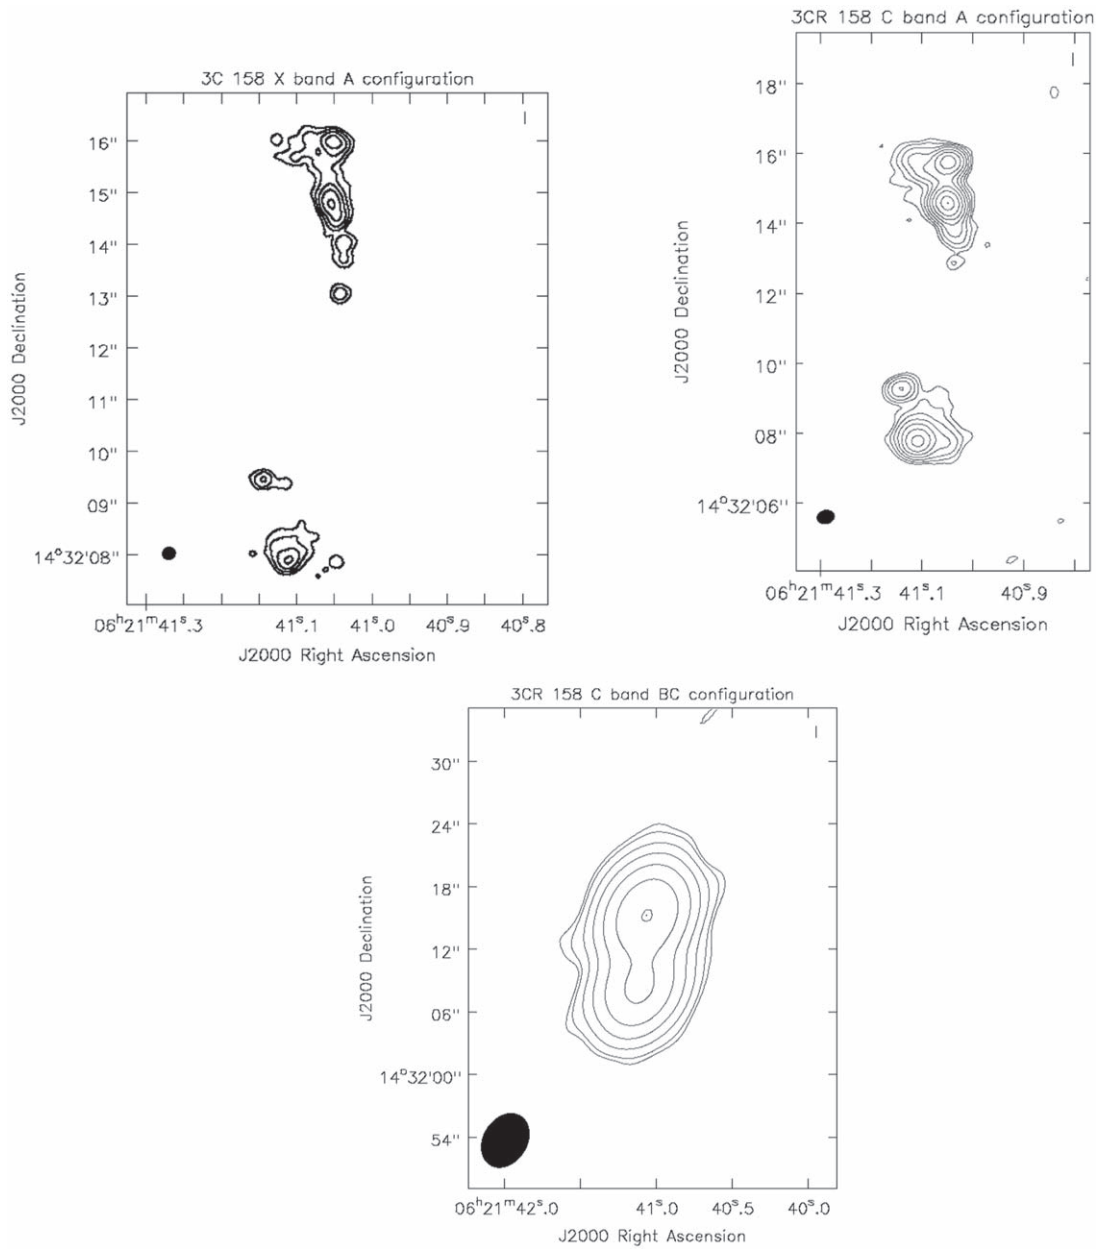 3C 158 X band A configuration
I
16"
15"
14"
13"
12"
11"
10"
09"
14°32'08"
J2000 Declination
06ʰ21ᵐ41ˢ.3
41ˢ.1
41ˢ.0
40ˢ.9
40ˢ.8
J2000 Right Ascension
3CR 158 C band A configuration
I
18"
16"
14"
12"
10"
08"
14°32'06"
J2000 Declination
06ʰ21ᵐ41ˢ.3
41ˢ.1
40ˢ.9
J2000 Right Ascension
3CR 158 C band BC configuration
I
30"
24"
18"
12"
06"
14°32'00"
54"
J2000 Declination
06ʰ21ᵐ42ˢ.0
41ˢ.0
40ˢ.5
40ˢ.0
J2000 Right Ascension